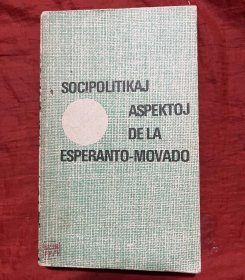 SOCIPOLITIKAJ
ASPEKTOJ
DE LA
ESPERANTO-MOVADO